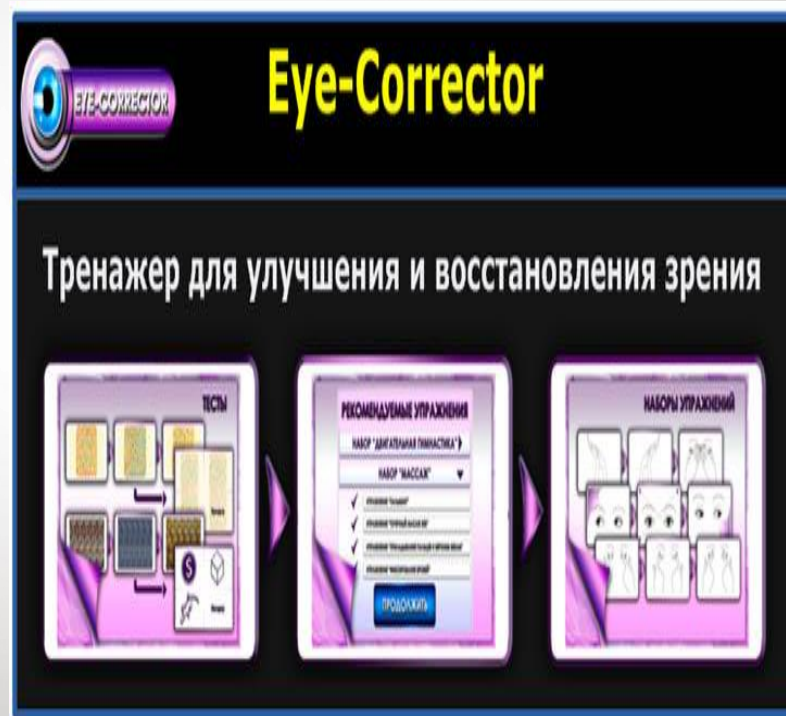 EYE-CORRECTOR
Eye-Corrector
Тренажер для улучшения и восстановления зрения
ТЕСТЫ
S
РЕКОМЕНДУЕМЫЕ УПРАЖНЕНИЯ
НАБОР "ДВИГАТЕЛЬНАЯ ГИМНАСТИКА"
НАБОР "МАССАЖ"
ПРОДОЛЖИТЬ
НАБОРЫ УПРАЖНЕНИЙ